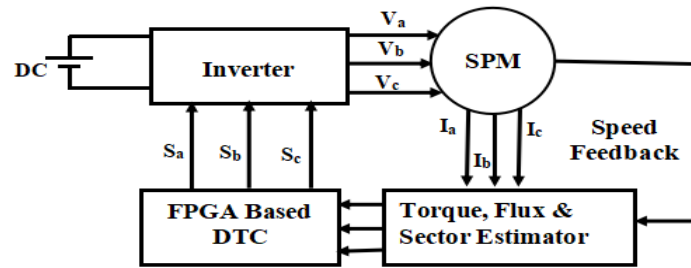 DC
Inverter
Va
Vb
Vc
SPM
Sa
Sb
Sc
Ia
Ib
Ic
Speed
Feedback
FPGA Based
DTC
Torque, Flux &
Sector Estimator